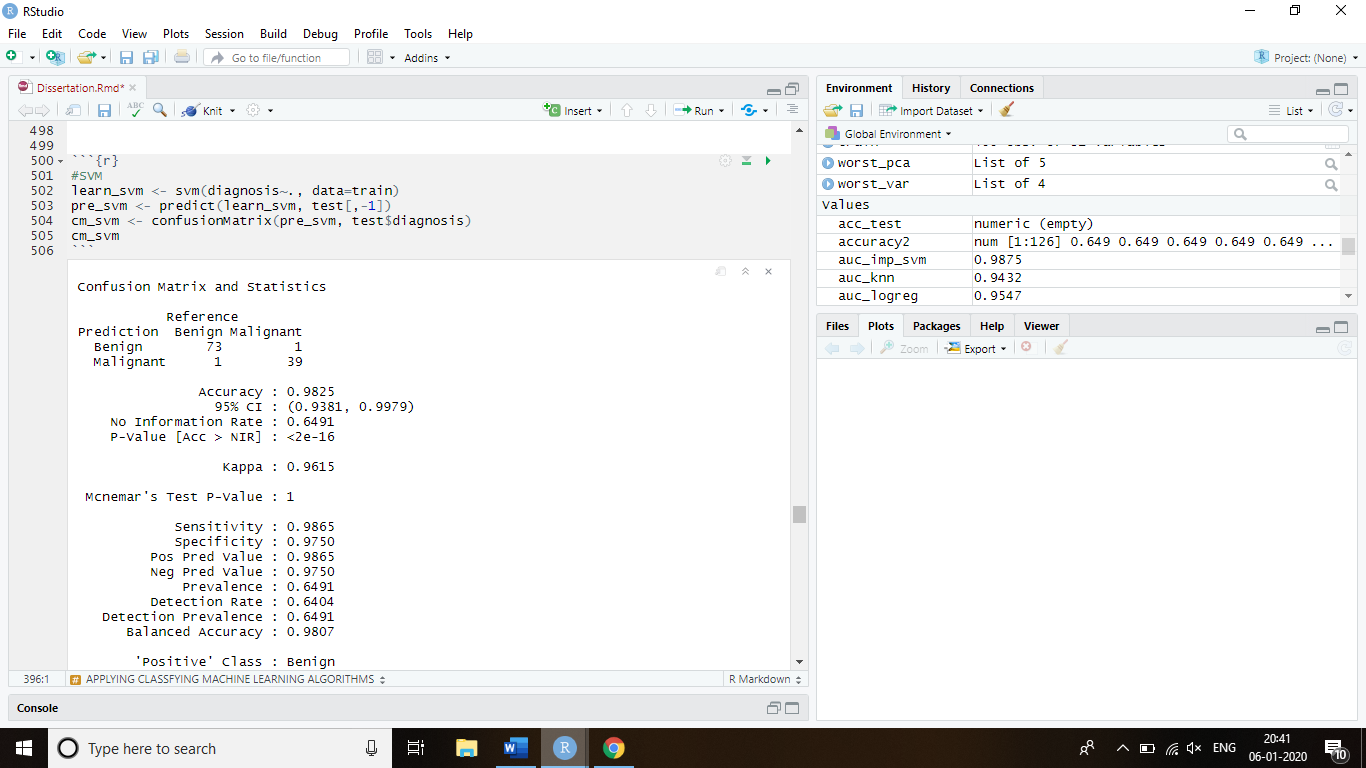 RStudio
File Edit Code View Plots Session Build Debug Profile Tools Help
Go to file/function Addins Project: (None)
Dissertation.Rmd*
ABC Knit Insert Run
498
499
500 ```{r}
501 #SVM
502 learn_svm <- svm(diagnosis~., data=train)
503 pre_svm <- predict(learn_svm, test[,-1])
504 cm_svm <- confusionMatrix(pre_svm, test$diagnosis)
505 cm_svm
506 ```
Confusion Matrix and Statistics
Reference
Prediction Benign Malignant
Benign 73 1
Malignant 1 39
Accuracy : 0.9825
95% CI : (0.9381, 0.9979)
No Information Rate : 0.6491
P-Value [Acc > NIR] : <2e-16
Kappa : 0.9615
Mcnemar's Test P-Value : 1
Sensitivity : 0.9865
Specificity : 0.9750
Pos Pred Value : 0.9865
Neg Pred Value : 0.9750
Prevalence : 0.6491
Detection Rate : 0.6404
Detection Prevalence : 0.6491
Balanced Accuracy : 0.9807
'Positive' Class : Benign
396:1 # APPLYING CLASSFYING MACHINE LEARNING ALGORITHMS R Markdown
Console
Environment History Connections
Import Dataset List
Global Environment
worst_pca List of 5
worst_var List of 4
Values
acc_test numeric (empty)
accuracy2 num [1:126] 0.649 0.649 0.649 0.649 0.649 ...
auc_imp_svm 0.9875
auc_knn 0.9432
auc_logreg 0.9547
Files Plots Packages Help Viewer
Zoom Export
Type here to search
ENG
20:41
06-01-2020
10